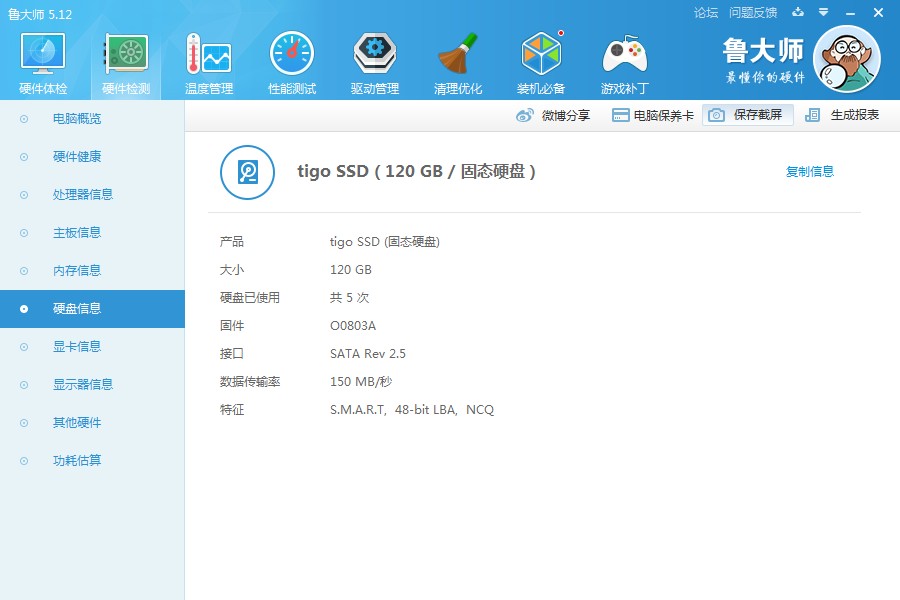 鲁大师 5.12
论坛 问题反馈
硬件体检 硬件检测 温度管理 性能测试 驱动管理 清理优化 装机必备 游戏补丁
鲁大师
最懂你的硬件
微博分享 电脑保养卡 保存截屏 生成报表
电脑概览
硬件健康
处理器信息
主板信息
内存信息
硬盘信息
显卡信息
显示器信息
其他硬件
功耗估算
tigo SSD ( 120 GB / 固态硬盘 )
复制信息
产品 tigo SSD (固态硬盘)
大小 120 GB
硬盘已使用 共 5 次
固件 O0803A
接口 SATA Rev 2.5
数据传输率 150 MB/秒
特征 S.M.A.R.T, 48-bit LBA, NCQ